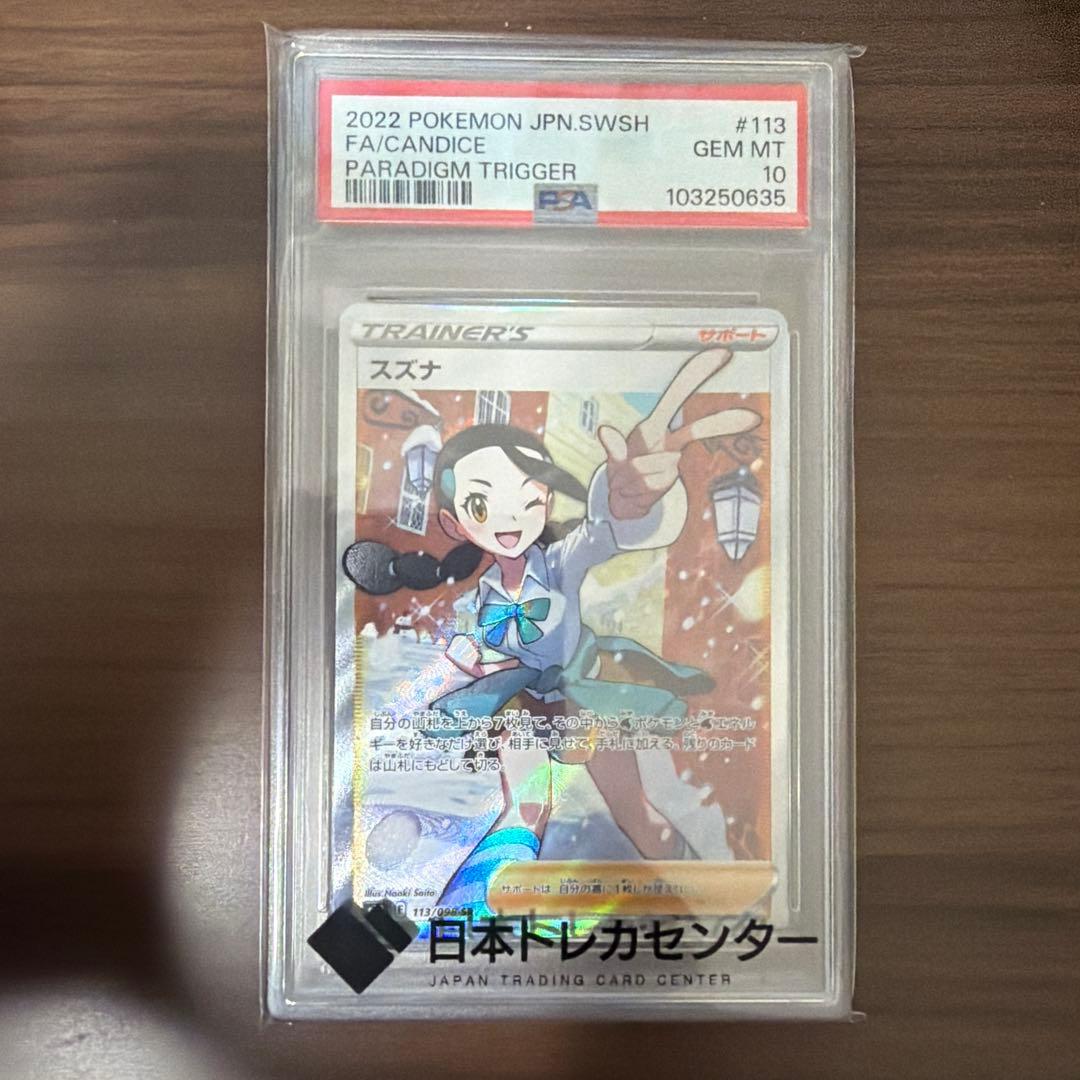 2022 POKEMON JPN.SWSH #113
FA/CANDICE GEM MT
PARADIGM TRIGGER 10
PSA 103250635
TRAINER'S サポート
スズナ
自分の山札を上から7枚見て、その中からポケモンとエネル
ギーを好きなだけ選び、相手に見せて、手札に加える。残りのカード
は山札にもどして切る。
Illus. Naoki Saito
サポートは、自分の番に1枚しか使えない
F 113/098 SR
日本トレカセンター
JAPAN TRADING CARD CENTER